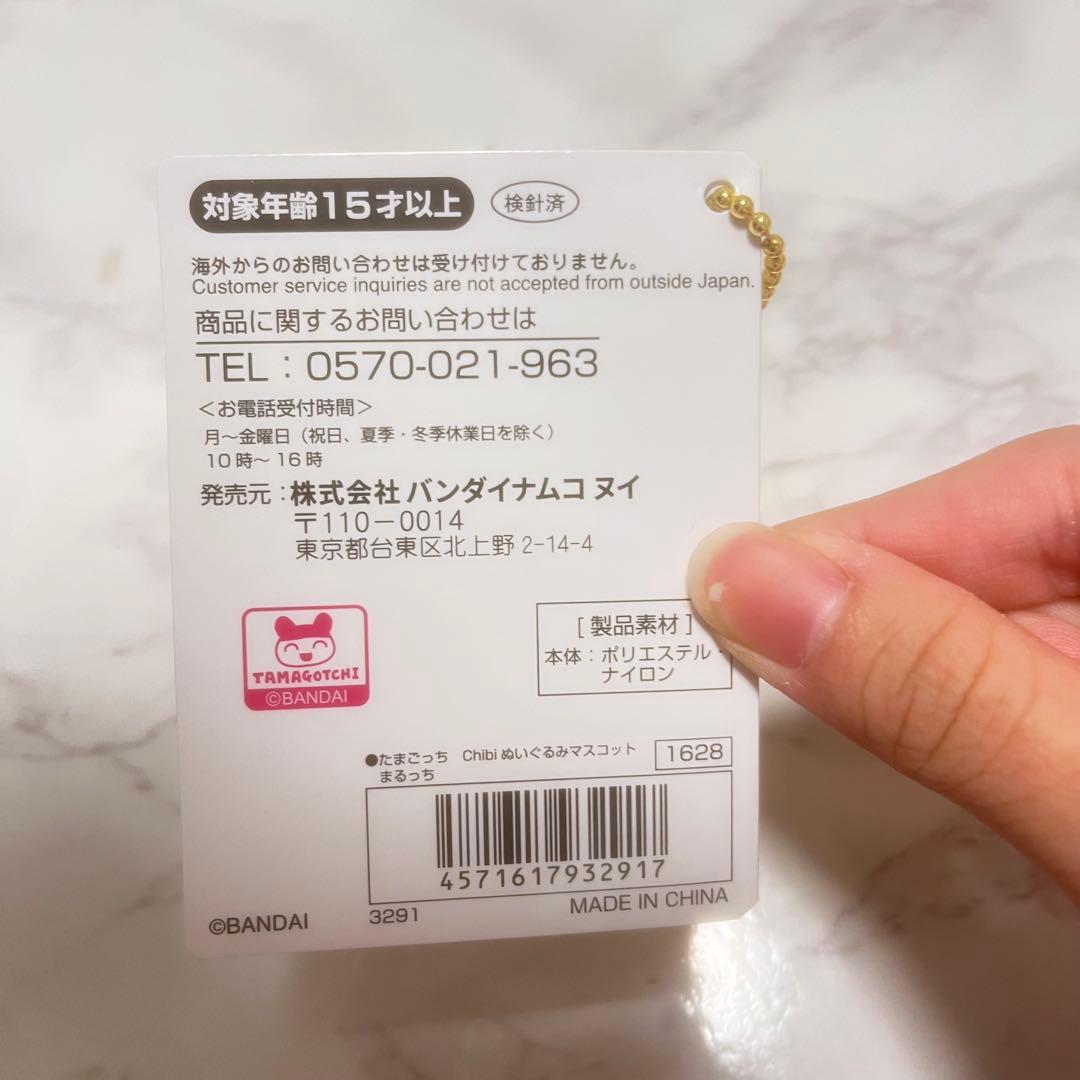 対象年齢15才以上 検針済
海外からのお問い合わせは受け付けておりません。
Customer service inquiries are not accepted from outside Japan.
商品に関するお問い合わせは
TEL：0570-021-963
＜お電話受付時間＞
月～金曜日（祝日、夏季・冬季休業日を除く）
10時～16時
発売元：株式会社 バンダイナムコ ヌイ
〒110－0014
東京都台東区北上野 2-14-4
TAMAGOTCHI
©BANDAI
[ 製品素材 ]
本体：ポリエステル・
ナイロン
●たまごっち Chibi ぬいぐるみマスコット 1628
まるっち
4571617932917
3291 MADE IN CHINA
©BANDAI